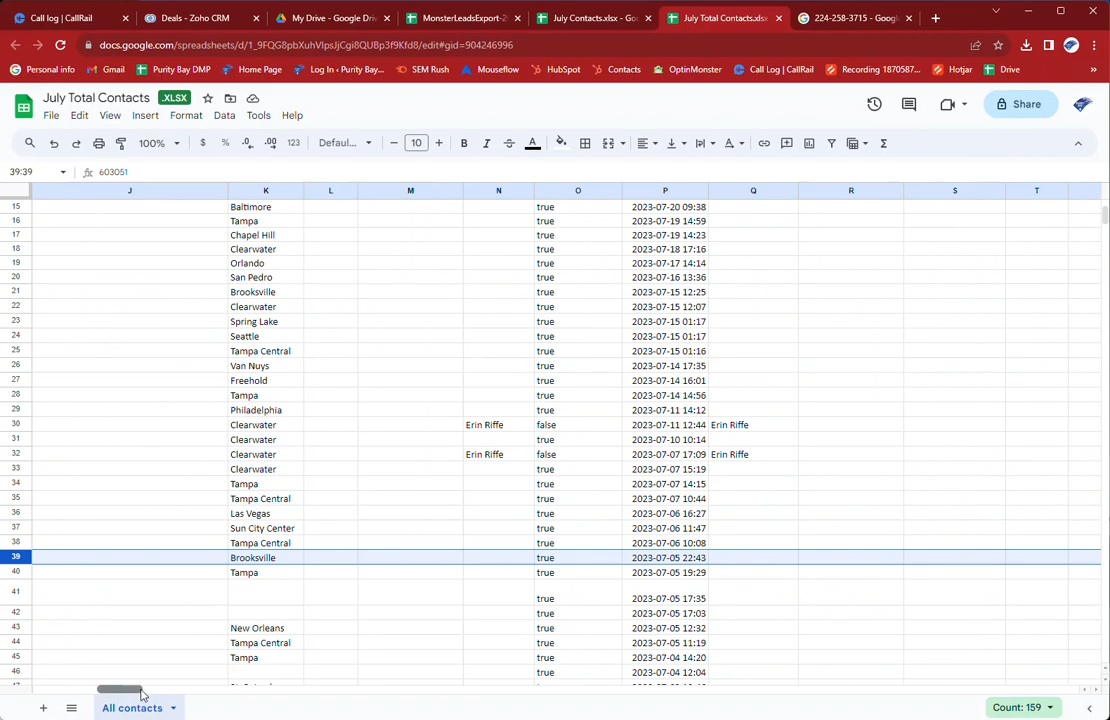 Call log | CallRail
Deals - Zoho CRM
My Drive - Google Dri
MonsterLeadsExport-2
July Contacts.xlsx - Goo
July Total Contacts.xlsx
224-258-3715 - Google
docs.google.com/spreadsheets/d/1_9FQG8pbXuhVlpsJjCgi8QUBp3f9Kfd8/edit#gid=904246996
Personal info
Gmail
Purity Bay DMP
Home Page
Log In ‹ Purity Bay...
SEM Rush
Mouseflow
HubSpot
Contacts
OptinMonster
Call Log | CallRail
Recording 1870587...
Hotjar
Drive
»
July Total Contacts .XLSX
Share
File Edit View Insert Format Data Tools Help
100% $ % .0 .00 123 Defaul... − 10 + B I A Σ
39:39 fx 603051
J K L M N O P Q R S T
15 Baltimore true 2023-07-20 09:38
16 Tampa true 2023-07-19 14:59
17 Chapel Hill true 2023-07-19 14:23
18 Clearwater true 2023-07-18 17:16
19 Orlando true 2023-07-17 14:14
20 San Pedro true 2023-07-16 13:36
21 Brooksville true 2023-07-15 12:25
22 Clearwater true 2023-07-15 12:07
23 Spring Lake true 2023-07-15 01:17
24 Seattle true 2023-07-15 01:17
25 Tampa Central true 2023-07-15 01:16
26 Van Nuys true 2023-07-14 17:35
27 Freehold true 2023-07-14 16:01
28 Tampa true 2023-07-14 14:56
29 Philadelphia true 2023-07-11 14:12
30 Clearwater Erin Riffe false 2023-07-11 12:44 Erin Riffe
31 Clearwater true 2023-07-10 10:14
32 Clearwater Erin Riffe false 2023-07-07 17:09 Erin Riffe
33 Clearwater true 2023-07-07 15:19
34 Tampa true 2023-07-07 14:15
35 Tampa Central true 2023-07-07 10:44
36 Las Vegas true 2023-07-06 16:27
37 Sun City Center true 2023-07-06 11:47
38 Tampa Central true 2023-07-06 10:08
39 Brooksville true 2023-07-05 22:43
40 Tampa true 2023-07-05 19:29
41 true 2023-07-05 17:35
42 true 2023-07-05 17:03
43 New Orleans true 2023-07-05 12:32
44 Tampa Central true 2023-07-05 11:19
45 Tampa true 2023-07-04 14:20
46 true 2023-07-04 12:04
All contacts
Count: 159